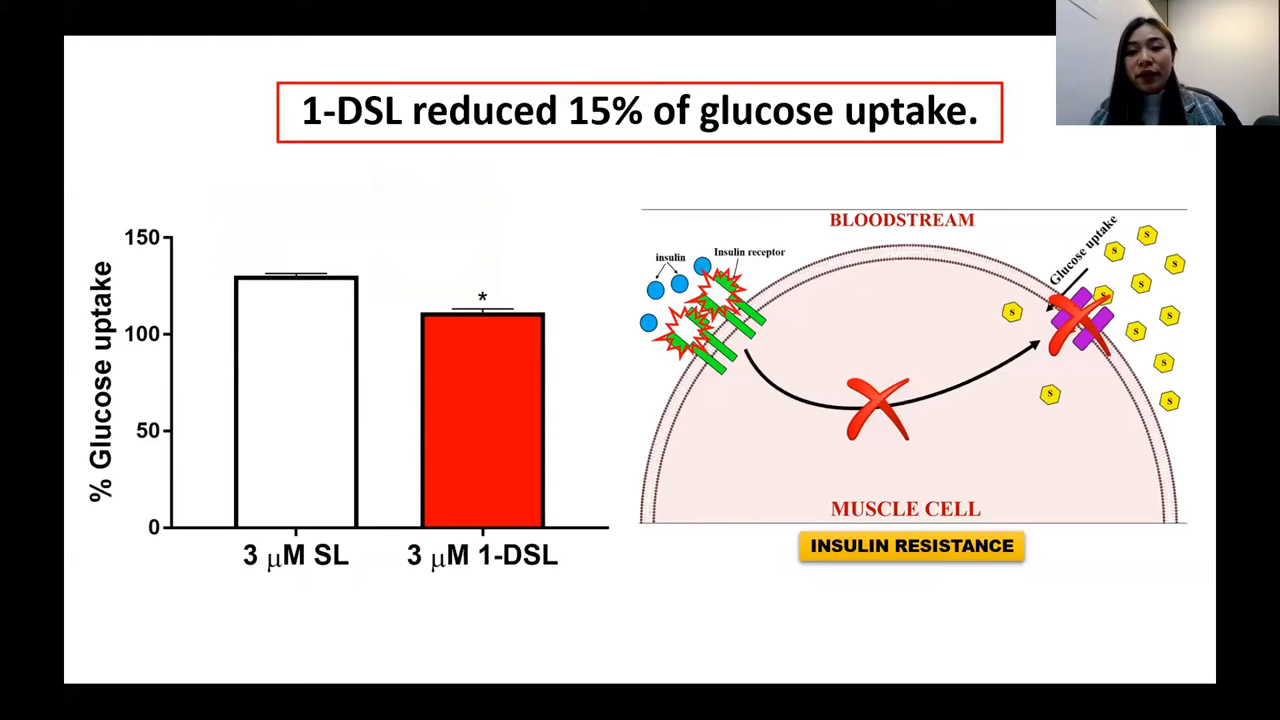 1-DSL reduced 15% of glucose uptake.
150
100
50
0
% Glucose uptake
*
3 μM SL
3 μM 1-DSL
BLOODSTREAM
insulin
Insulin receptor
Glucose uptake
S
S
S
S
S
S
S
S
S
S
S
MUSCLE CELL
INSULIN RESISTANCE